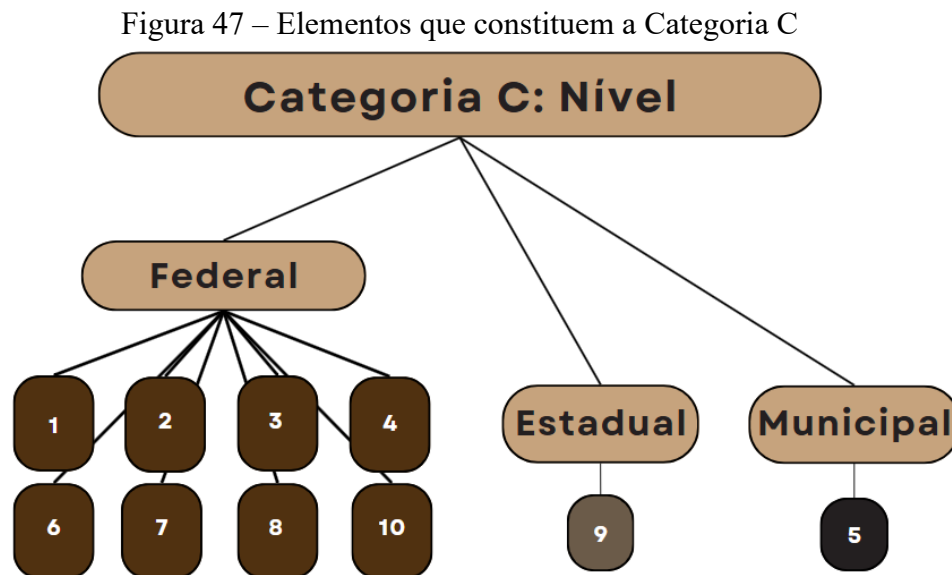 Figura 47 – Elementos que constituem a Categoria C
Categoria C: Nível
Federal
1 2 3 4
Estadual Municipal
6 7 8 10 9 5